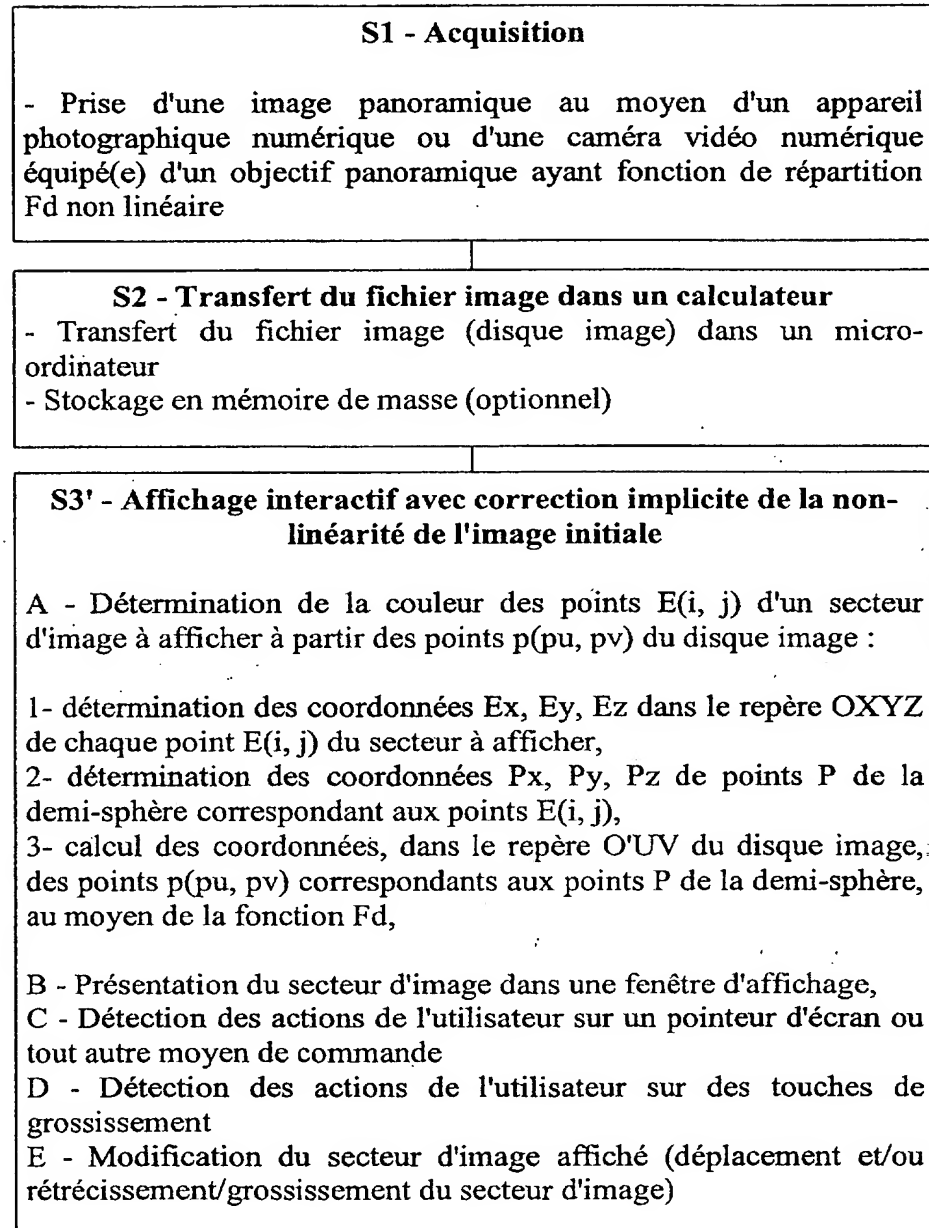 S1 - Acquisition
- Prise d'une image panoramique au moyen d'un appareil
photographique numérique ou d'une caméra vidéo numérique
équipé(e) d'un objectif panoramique ayant fonction de répartition
Fd non linéaire
S2 - Transfert du fichier image dans un calculateur
- Transfert du fichier image (disque image) dans un micro-
ordinateur
- Stockage en mémoire de masse (optionnel)
S3' - Affichage interactif avec correction implicite de la non-
linéarité de l'image initiale
A - Détermination de la couleur des points E(i, j) d'un secteur
d'image à afficher à partir des points p(pu, pv) du disque image :
1- détermination des coordonnées Ex, Ey, Ez dans le repère OXYZ
de chaque point E(i, j) du secteur à afficher,
2- détermination des coordonnées Px, Py, Pz de points P de la
demi-sphère correspondant aux points E(i, j),
3- calcul des coordonnées, dans le repère O'UV du disque image,
des points p(pu, pv) correspondants aux points P de la demi-sphère,
au moyen de la fonction Fd,
B - Présentation du secteur d'image dans une fenêtre d'affichage,
C - Détection des actions de l'utilisateur sur un pointeur d'écran ou
tout autre moyen de commande
D - Détection des actions de l'utilisateur sur des touches de
grossissement
E - Modification du secteur d'image affiché (déplacement et/ou
rétrécissement/grossissement du secteur d'image)